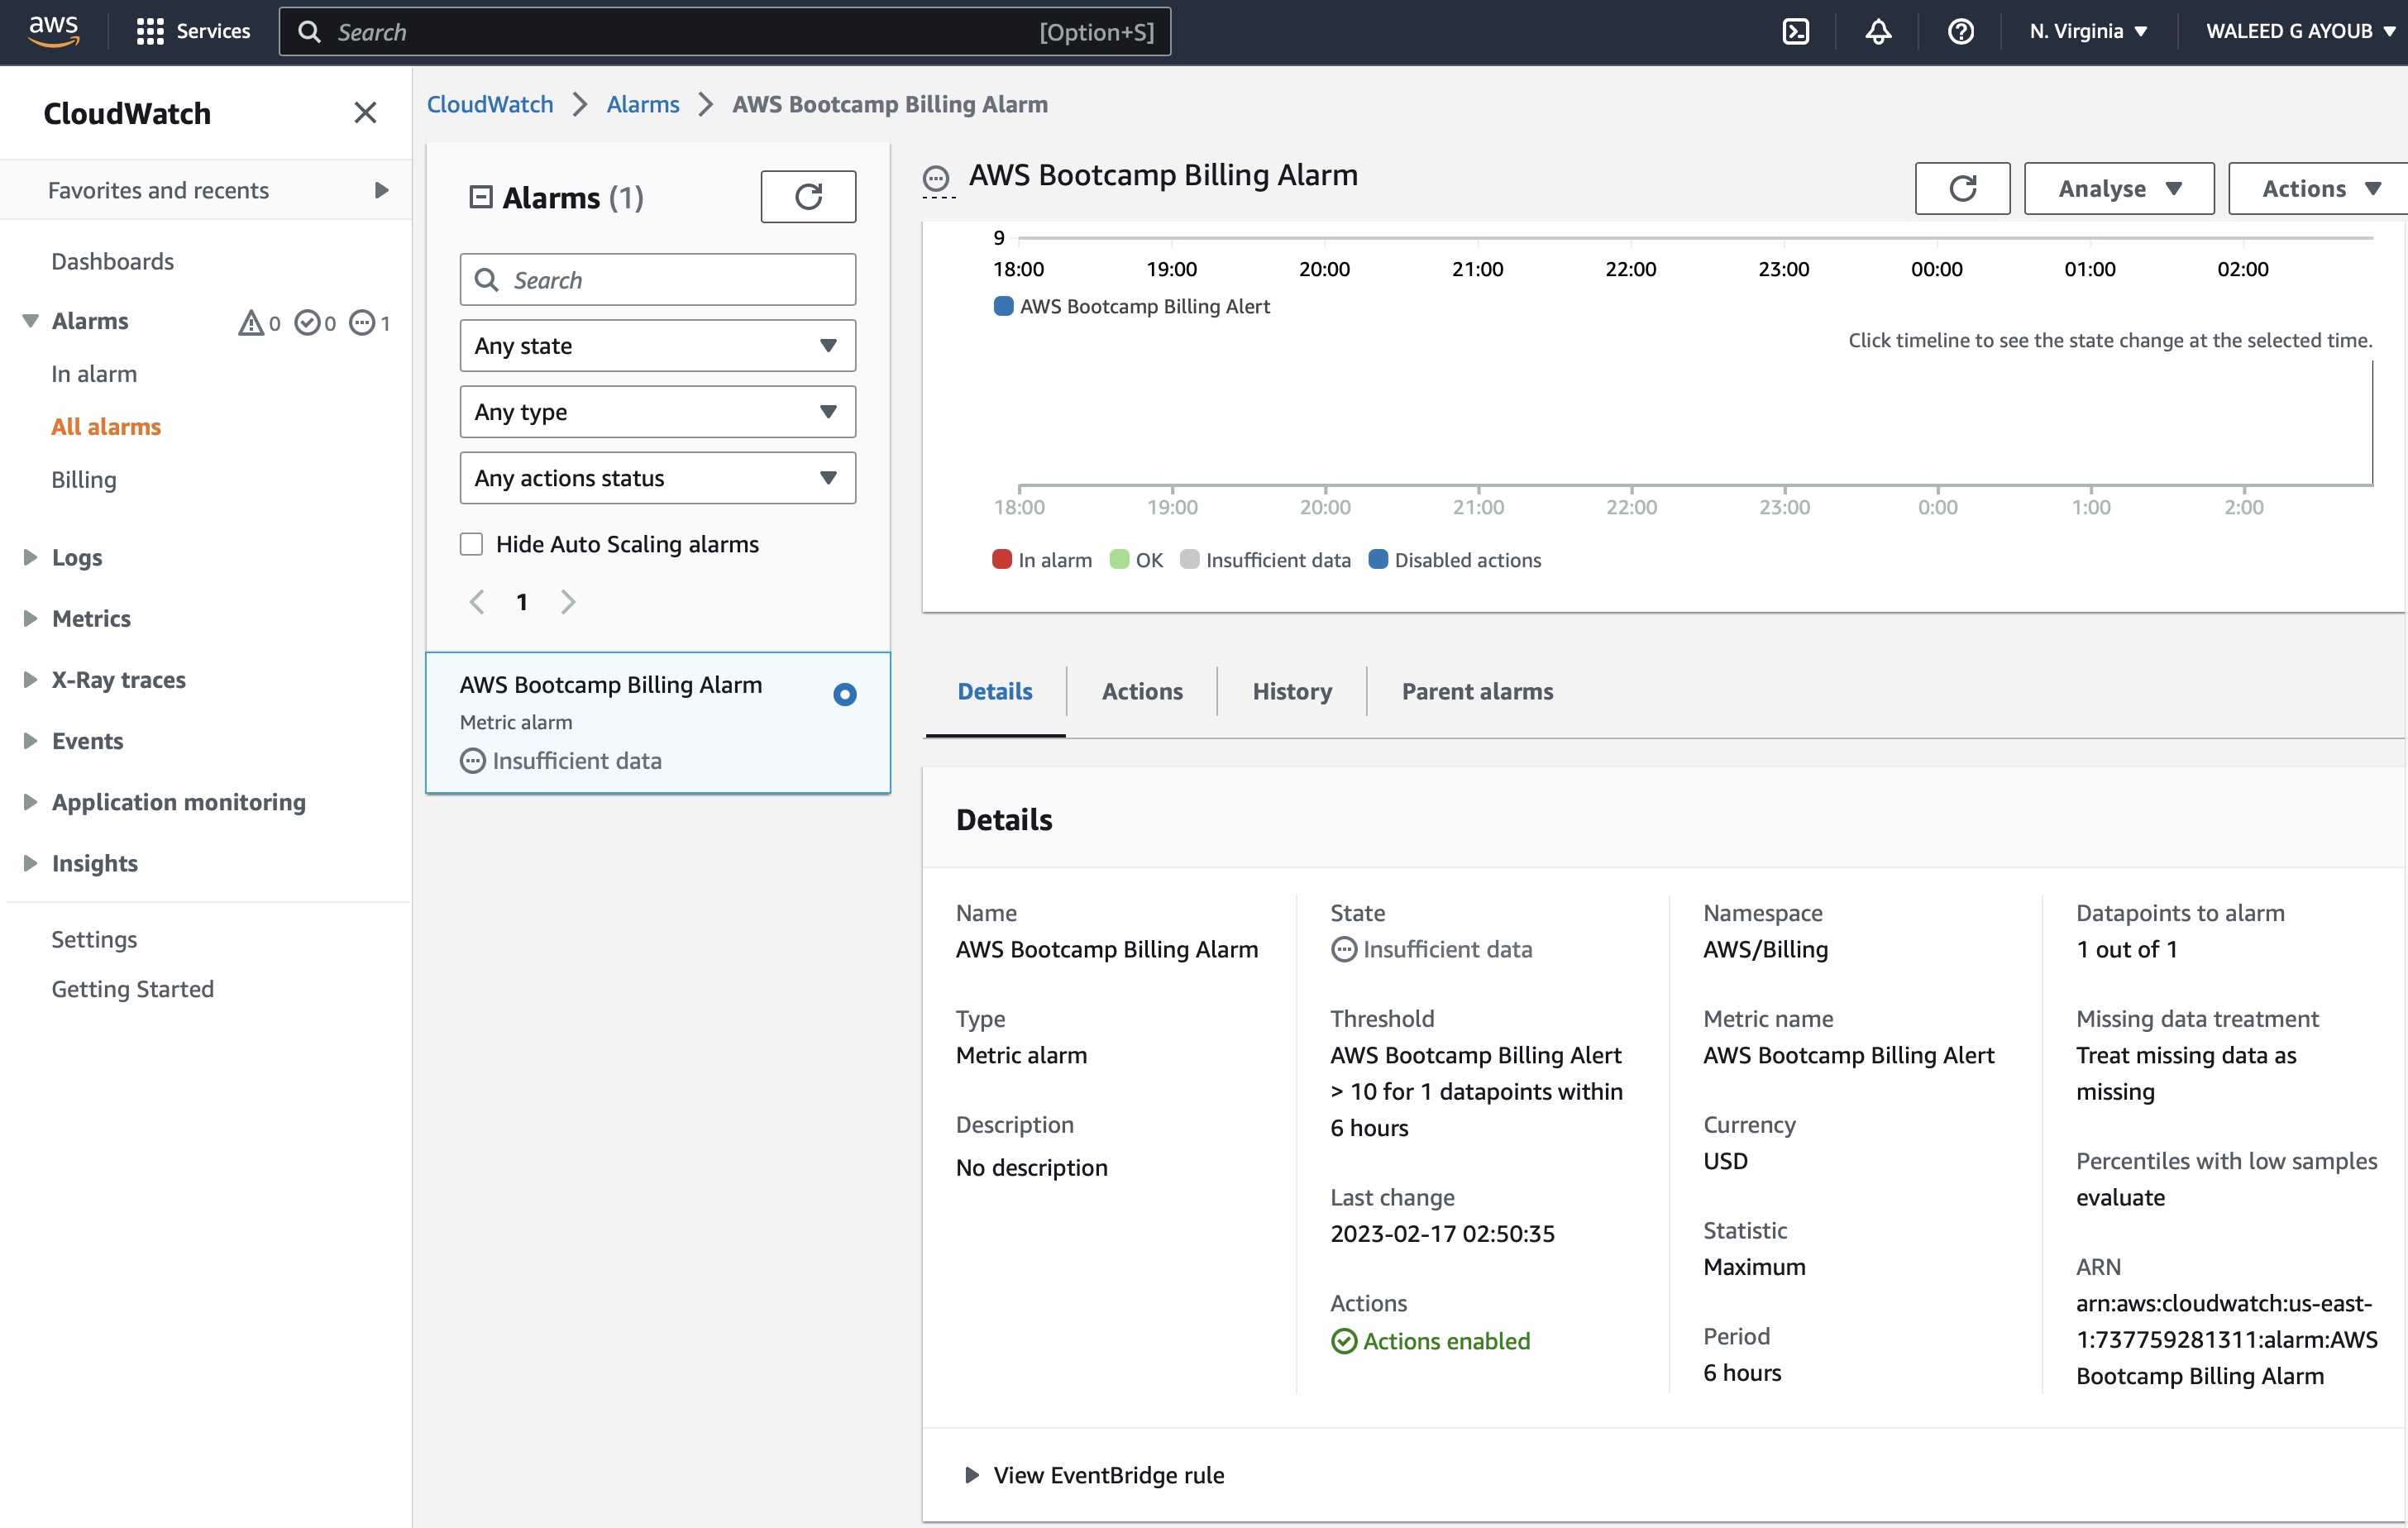 aws
Services
Search
[Option+S]
N. Virginia
WALEED G AYOUB
CloudWatch
Favorites and recents
Dashboards
Alarms
0
0
1
In alarm
All alarms
Billing
Logs
Metrics
X-Ray traces
Events
Application monitoring
Insights
Settings
Getting Started
CloudWatch
Alarms
AWS Bootcamp Billing Alarm
Alarms (1)
Search
Any state
Any type
Any actions status
Hide Auto Scaling alarms
1
AWS Bootcamp Billing Alarm
Metric alarm
Insufficient data
AWS Bootcamp Billing Alarm
Analyse
Actions
9
18:00 19:00 20:00 21:00 22:00 23:00 00:00 01:00 02:00
AWS Bootcamp Billing Alert
Click timeline to see the state change at the selected time.
18:00 19:00 20:00 21:00 22:00 23:00 0:00 1:00 2:00
In alarm OK Insufficient data Disabled actions
Details
Actions
History
Parent alarms
Details
Name
AWS Bootcamp Billing Alarm
Type
Metric alarm
Description
No description
State
Insufficient data
Threshold
AWS Bootcamp Billing Alert
> 10 for 1 datapoints within
6 hours
Last change
2023-02-17 02:50:35
Actions
Actions enabled
Namespace
AWS/Billing
Metric name
AWS Bootcamp Billing Alert
Currency
USD
Statistic
Maximum
Period
6 hours
Datapoints to alarm
1 out of 1
Missing data treatment
Treat missing data as
missing
Percentiles with low samples
evaluate
ARN
arn:aws:cloudwatch:us-east-
1:737759281311:alarm:AWS
Bootcamp Billing Alarm
View EventBridge rule